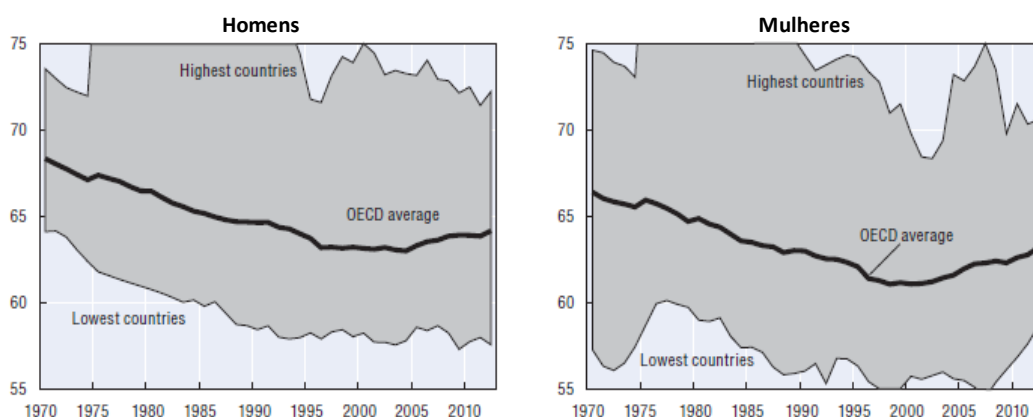 Homens
75
70
65
60
55
Highest countries
OECD average
Lowest countries
1970 1975 1980 1985 1990 1995 2000 2005 2010
Mulheres
75
70
65
60
55
Highest countries
OECD average
Lowest countries
1970 1975 1980 1985 1990 1995 2000 2005 2010